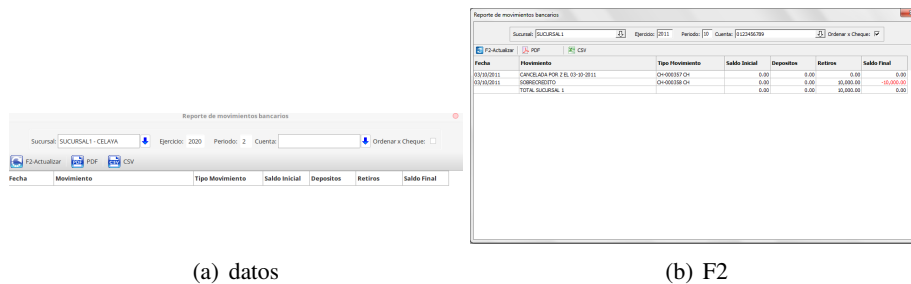 Reporte de movimientos bancarios
Sucursal: SUCURSAL1 - CELAYA Ejercicio: 2020 Periodo: 2 Cuenta: Ordenar x Cheque:
F2-Actualizar PDF CSV
Fecha Movimiento Tipo Movimiento Saldo Inicial Depositos Retiros Saldo Final
(a) datos
Reporte de movimientos bancarios
Sucursal: SUCURSAL1 Ejercicio: 2011 Periodo: 10 Cuenta: 0123456789 Ordenar x Cheque:
F2-Actualizar PDF CSV
Fecha Movimiento Tipo Movimiento Saldo Inicial Depositos Retiros Saldo Final
03/10/2011 CANCELADA POR 2 EL 03-10-2011 CH-000357 CH 0.00 0.00 0.00 0.00
03/10/2011 SOBRECREDITO CH-000358 CH 0.00 0.00 10,000.00 -10,000.00
TOTAL SUCURSAL 1 0.00 0.00 10,000.00 0.00
(b) F2